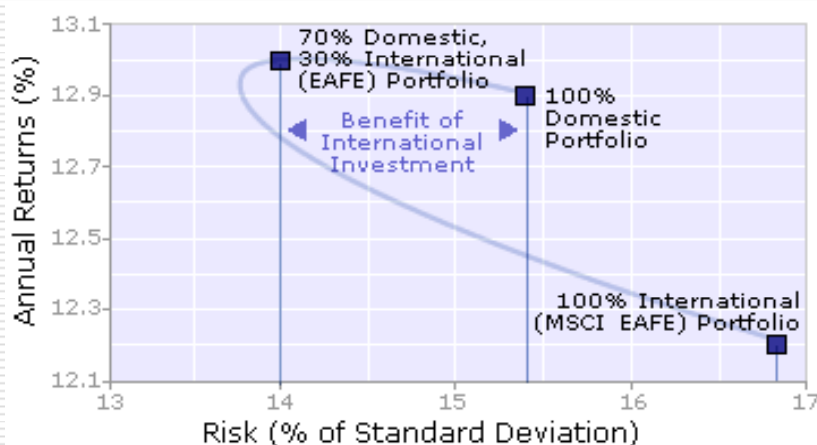 Annual Returns (%)
13.1
12.9
12.7
12.5
12.3
12.1
70% Domestic,
30% International
(EAFE) Portfolio
100%
Domestic
Portfolio
Benefit of
International
Investment
100% International
(MSCI EAFE) Portfolio
13
14
15
16
17
Risk (% of Standard Deviation)